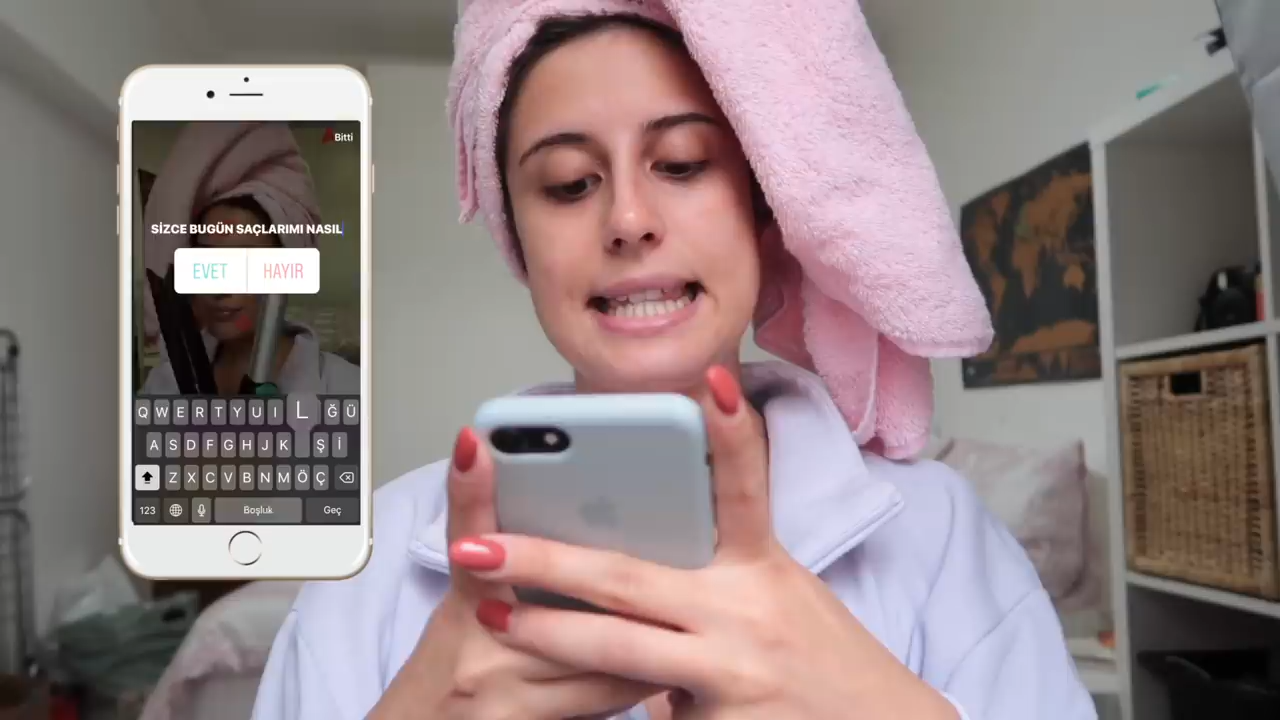 Bitti
SİZCE BUGÜN SAÇLARIMI NASIL
EVET HAYIR
Q W E R T Y U I L Ğ Ü
A S D F G H J K Ş İ
Z X C V B N M Ö Ç
123 Boşluk Geç